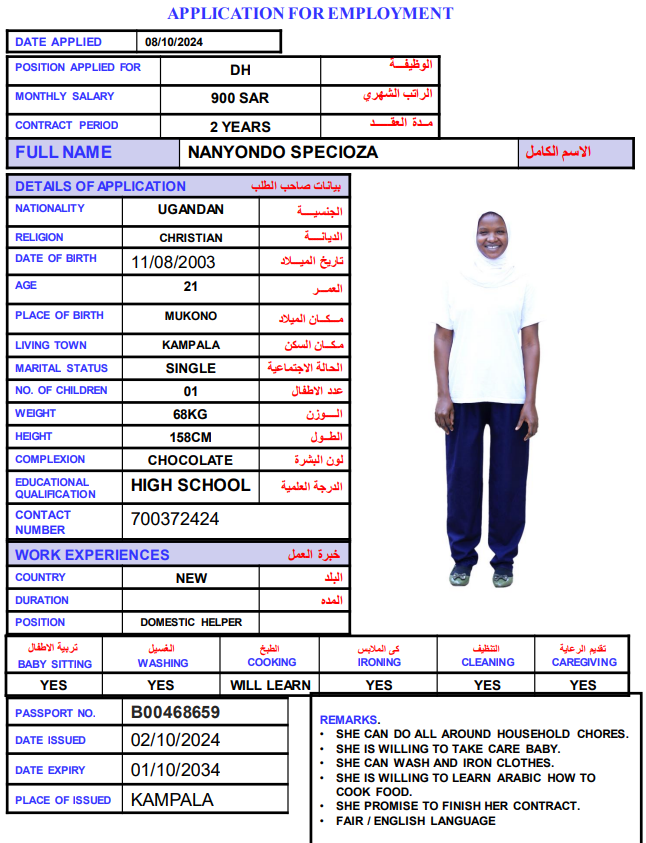 APPLICATION FOR EMPLOYMENT
DATE APPLIED 08/10/2024
POSITION APPLIED FOR DH الوظيفـــة
MONTHLY SALARY 900 SAR الراتب الشهري
CONTRACT PERIOD 2 YEARS مـدة العقـــد
FULL NAME NANYONDO SPECIOZA الاسم الكامل
DETAILS OF APPLICATION بيانات صاحب الطلب
NATIONALITY UGANDAN الجنسيـــة
RELIGION CHRISTIAN الديانـــة
DATE OF BIRTH 11/08/2003 تاريخ الميـــلاد
AGE 21 العمـــر
PLACE OF BIRTH MUKONO مـكـــان الميلاد
LIVING TOWN KAMPALA مكـــان السكن
MARITAL STATUS SINGLE الحالة الاجتماعية
NO. OF CHILDREN 01 عدد الاطفال
WEIGHT 68KG الـــوزن
HEIGHT 158CM الطـــول
COMPLEXION CHOCOLATE لون البشرة
EDUCATIONAL QUALIFICATION HIGH SCHOOL الدرجة العلمية
CONTACT NUMBER 700372424
WORK EXPERIENCES خبرة العمل
COUNTRY NEW البلد
DURATION المده
POSITION DOMESTIC HELPER
تربية الاطفال الغسيل الطبخ كى الملابس التنظيف تقديم الرعاية
BABY SITTING WASHING COOKING IRONING CLEANING CAREGIVING
YES YES WILL LEARN YES YES YES
PASSPORT NO. B00468659
DATE ISSUED 02/10/2024
DATE EXPIRY 01/10/2034
PLACE OF ISSUED KAMPALA
REMARKS.
• SHE CAN DO ALL AROUND HOUSEHOLD CHORES.
• SHE IS WILLING TO TAKE CARE BABY.
• SHE CAN WASH AND IRON CLOTHES.
• SHE IS WILLING TO LEARN ARABIC HOW TO
COOK FOOD.
• SHE PROMISE TO FINISH HER CONTRACT.
• FAIR / ENGLISH LANGUAGE